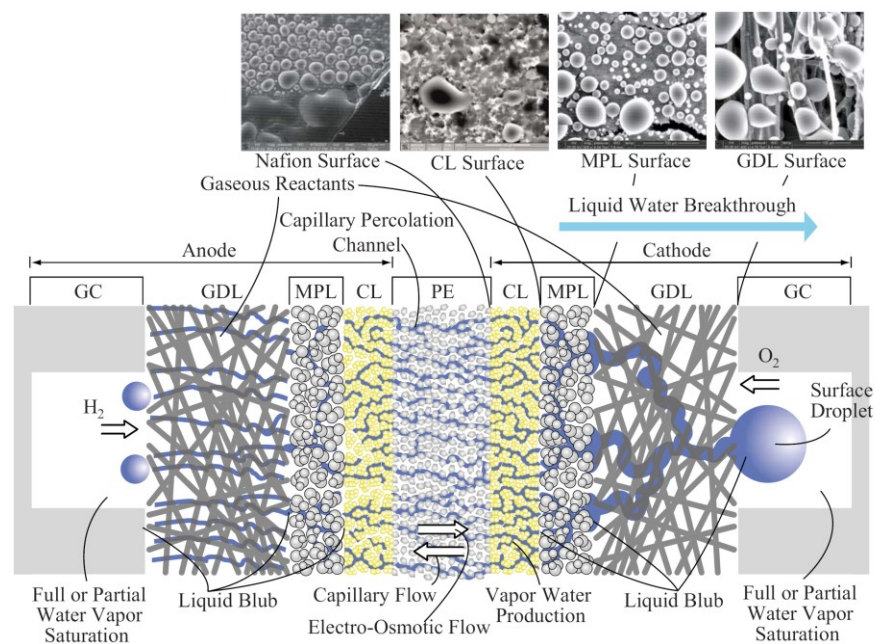 Nafion Surface
CL Surface
MPL Surface
GDL Surface
Gaseous Reactants
Liquid Water Breakthrough
Capillary Percolation
Channel
Anode
Cathode
GC
GDL
MPL
CL
PE
CL
MPL
GDL
GC
H2
O2
Surface
Droplet
Full or Partial
Water Vapor
Saturation
Liquid Blub
Capillary Flow
Electro-Osmotic Flow
Vapor Water
Production
Liquid Blub
Full or Partial
Water Vapor
Saturation